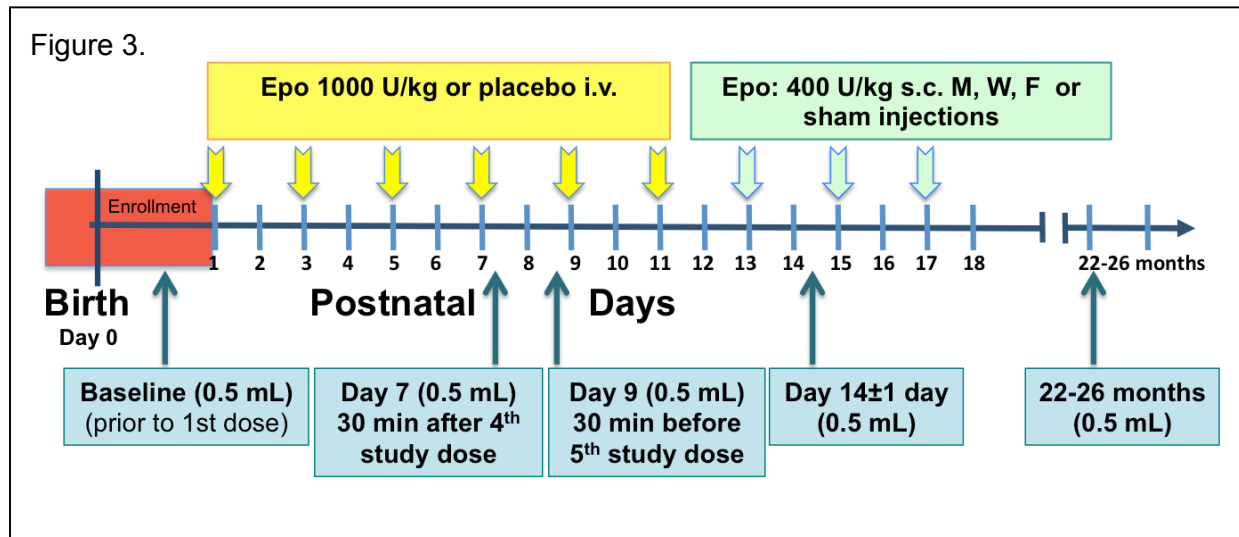 Figure 3.
Epo 1000 U/kg or placebo i.v.
Epo: 400 U/kg s.c. M, W, F or
sham injections
Enrollment
1 2 3 4 5 6 7 8 9 10 11 12 13 14 15 16 17 18 22-26 months
Birth Postnatal Days
Day 0
Baseline (0.5 mL)
(prior to 1st dose)
Day 7 (0.5 mL)
30 min after 4th
study dose
Day 9 (0.5 mL)
30 min before
5th study dose
Day 14±1 day
(0.5 mL)
22-26 months
(0.5 mL)